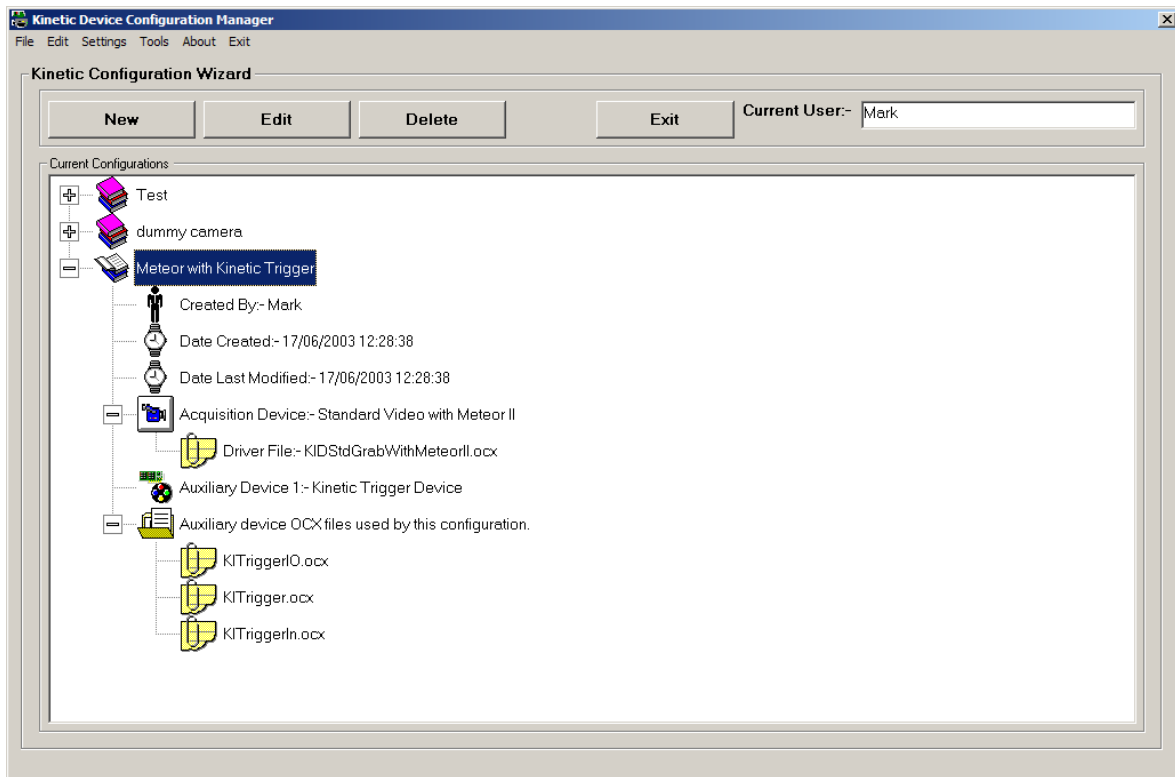 Kinetic Device Configuration Manager
File Edit Settings Tools About Exit
Kinetic Configuration Wizard
New Edit Delete Exit Current User:- Mark
Current Configurations
Test
dummy camera
Meteor with Kinetic Trigger
Created By:- Mark
Date Created:- 17/06/2003 12:28:38
Date Last Modified:- 17/06/2003 12:28:38
Acquisition Device:- Standard Video with Meteor II
Driver File:- KIDStdGrabWithMeteorII.ocx
Auxiliary Device 1:- Kinetic Trigger Device
Auxiliary device OCX files used by this configuration.
KITriggerIO.ocx
KITrigger.ocx
KITriggerIn.ocx